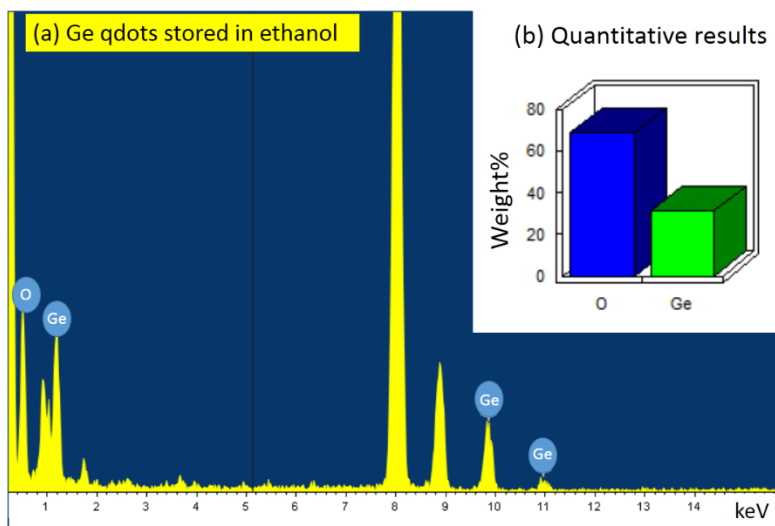 (a) Ge qdots stored in ethanol
(b) Quantitative results
80
60
40
20
0
Weight%
O Ge
O
Ge
Ge
Ge
1 2 3 4 5 6 7 8 9 10 11 12 13 14 keV